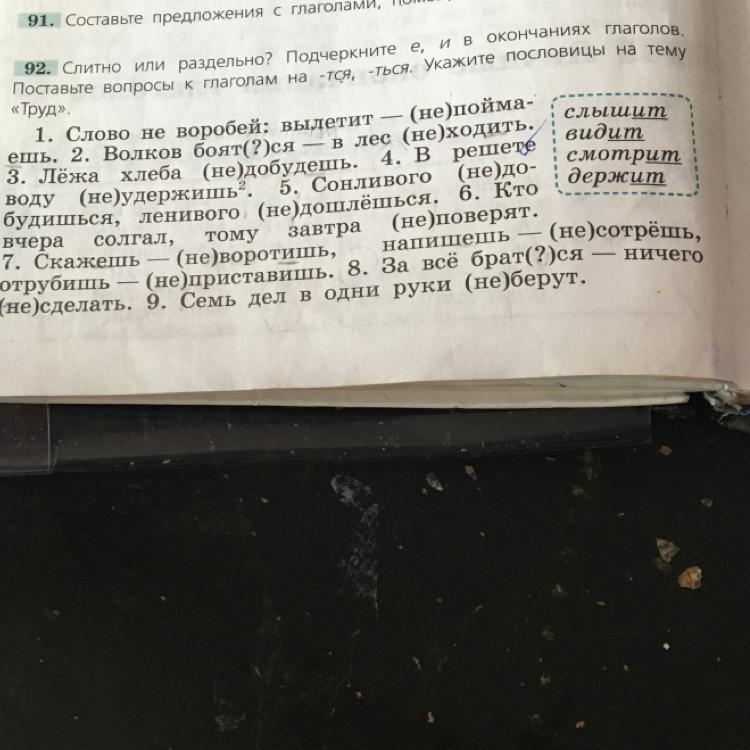 91. Составьте предложения с глаголами,
92. Слитно или раздельно? Подчеркните е, и в окончаниях глаголов.
Поставьте вопросы к глаголам на -тся, -ться. Укажите пословицы на тему
«Труд».
1. Слово не воробей: вылетит — (не)пойма-
ешь. 2. Волков боят(?)ся — в лес (не)ходить.
3. Лёжа хлеба (не)добудешь. 4. В решете
воду (не)удержишь². 5. Сонливого (не)до-
будишься, ленивого (не)дошлёшься. 6. Кто
вчера солгал, тому завтра (не)поверят.
7. Скажешь — (не)воротишь, напишешь — (не)сотрёшь,
отрубишь — (не)приставишь. 8. За всё брат(?)ся — ничего
(не)сделать. 9. Семь дел в одни руки (не)берут.
слышит
видит
смотрит
держит